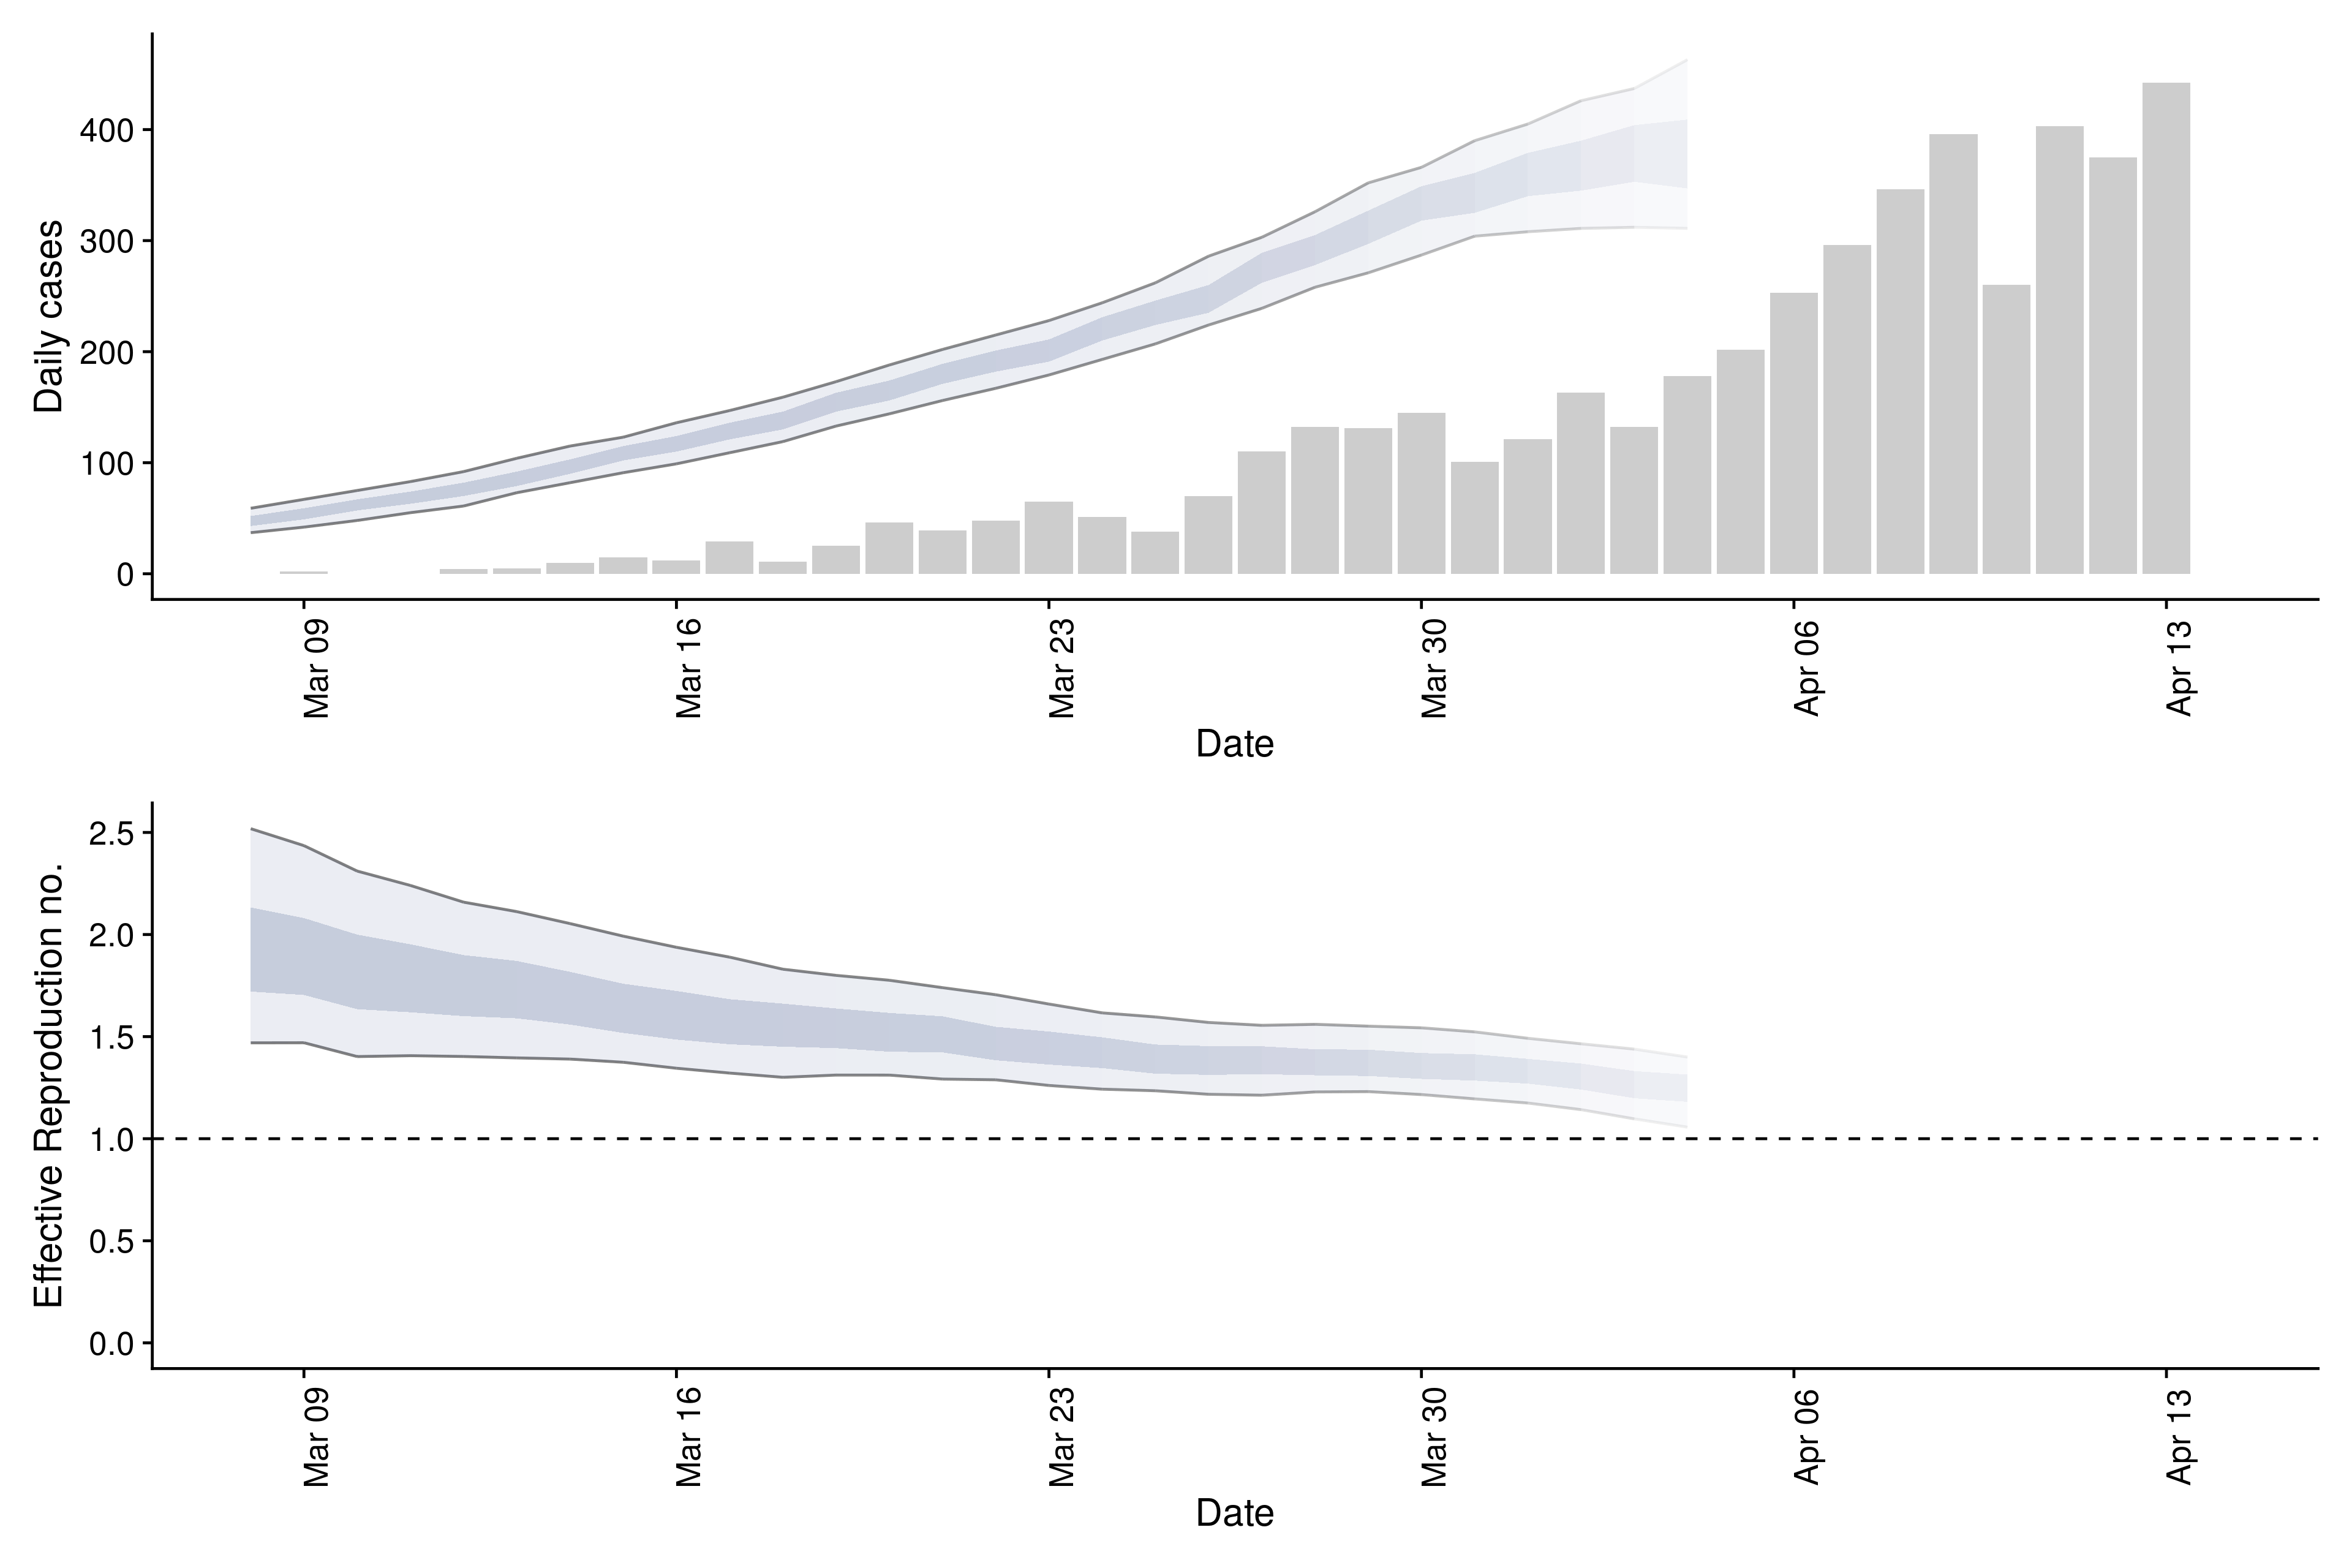 Daily cases
400
300
200
100
0
Mar 09
Mar 16
Mar 23
Mar 30
Apr 06
Apr 13
Date
Effective Reproduction no.
2.5
2.0
1.5
1.0
0.5
0.0
Mar 09
Mar 16
Mar 23
Mar 30
Apr 06
Apr 13
Date